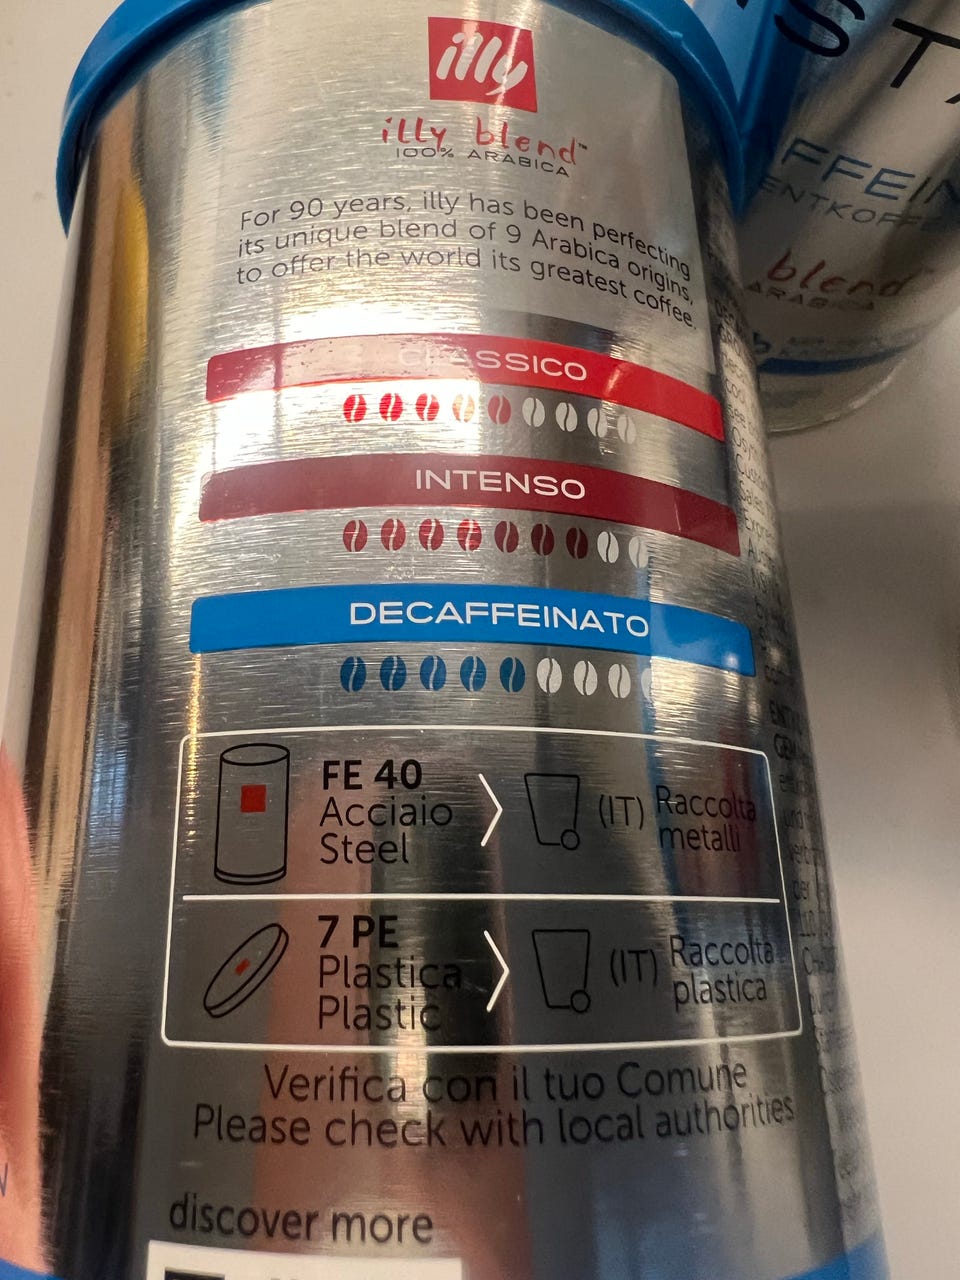 illy
illy blend™
100% ARABICA
For 90 years, illy has been perfecting
its unique blend of 9 Arabica origins,
to offer the world its greatest coffee.
CLASSICO
INTENSO
DECAFFEINATO
FE 40
Acciaio
Steel
(IT) Raccolta
metalli
7 PE
Plastica
Plastic
(IT) Raccolta
plastica
Verifica con il tuo Comune
Please check with local authorities
discover more
blend